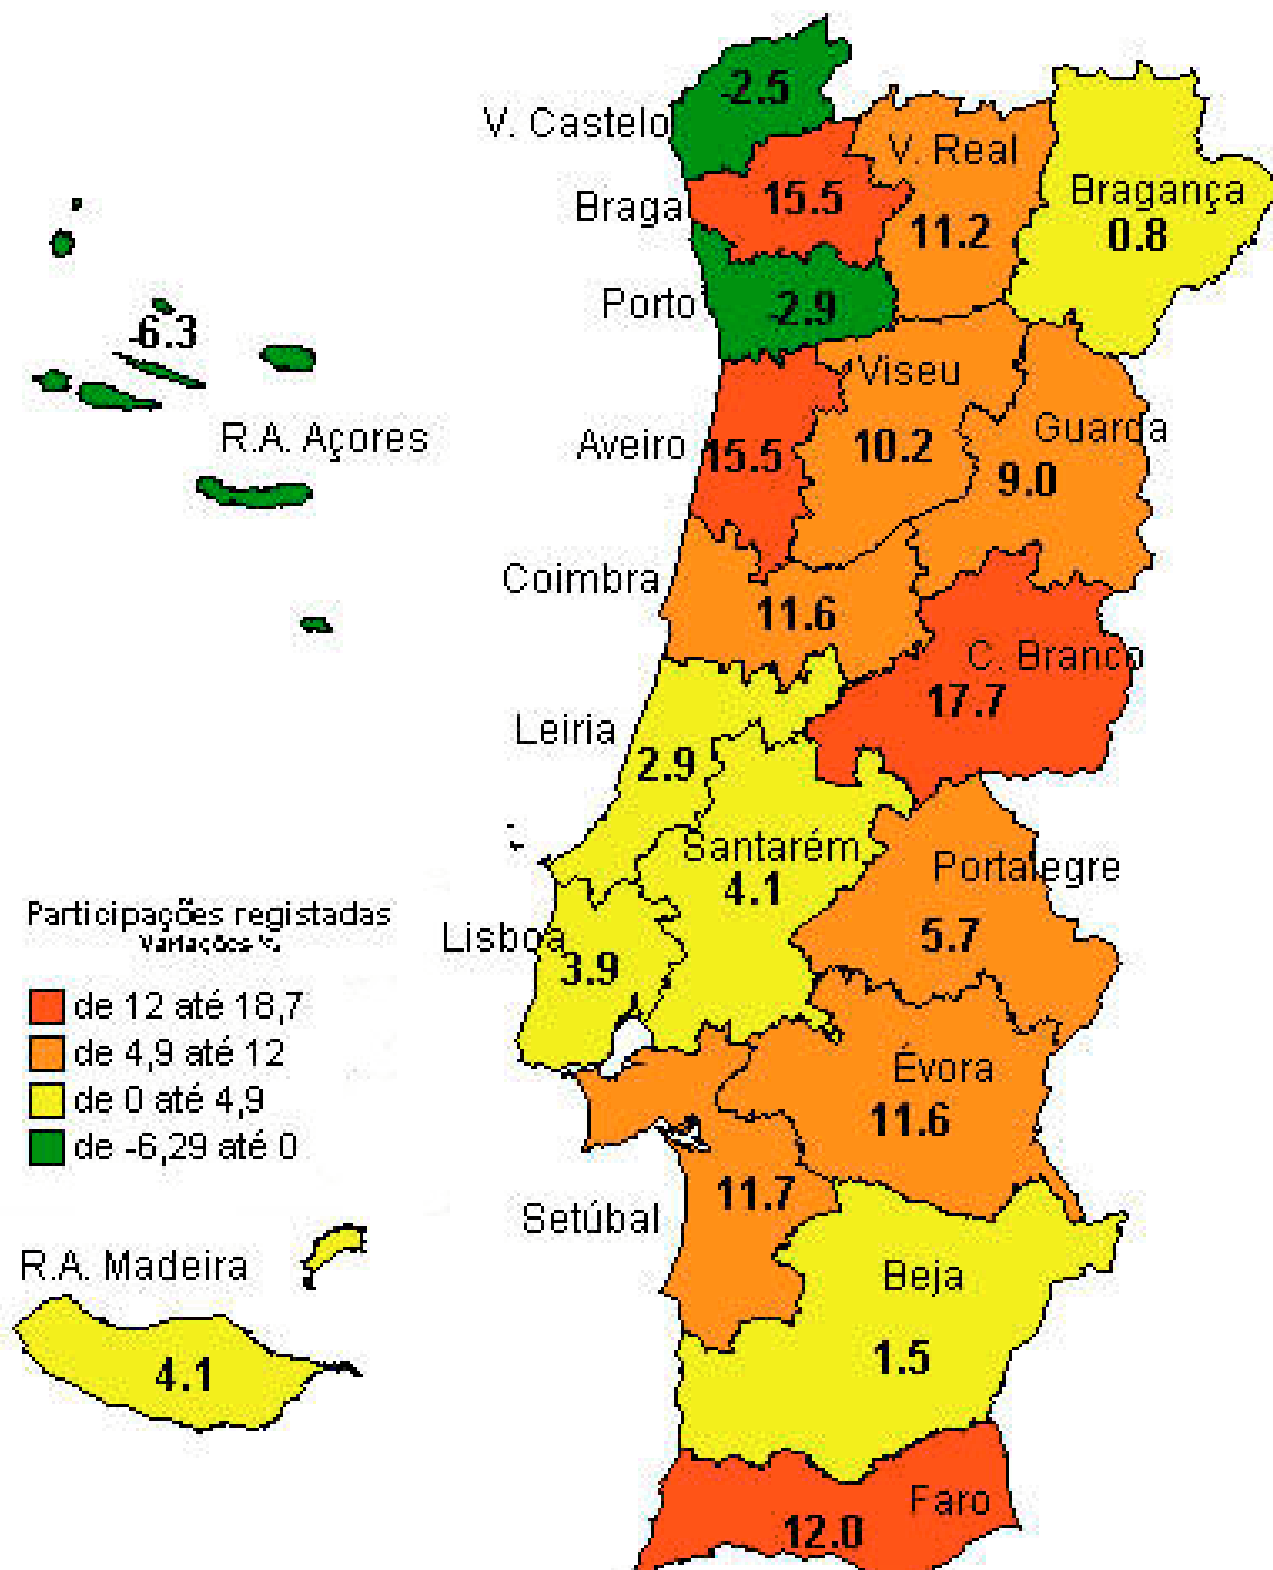 -2.5
V. Castelo
V. Real
Bragança
15.5
Braga
11.2
0.8
Porto
-2.9
-6.3
Viseu
R.A. Açores
Guarda
Aveiro
15.5
10.2
9.0
Coimbra
11.6
C. Branco
17.7
Leiria
2.9
Santarém
Portalegre
4.1
Participações registadas
Variações %
Lisboa
5.7
3.9
de 12 até 18,7
de 4,9 até 12
de 0 até 4,9
de -6,29 até 0
Évora
11.6
11.7
Setúbal
R.A. Madeira
Beja
4.1
1.5
Faro
12.0